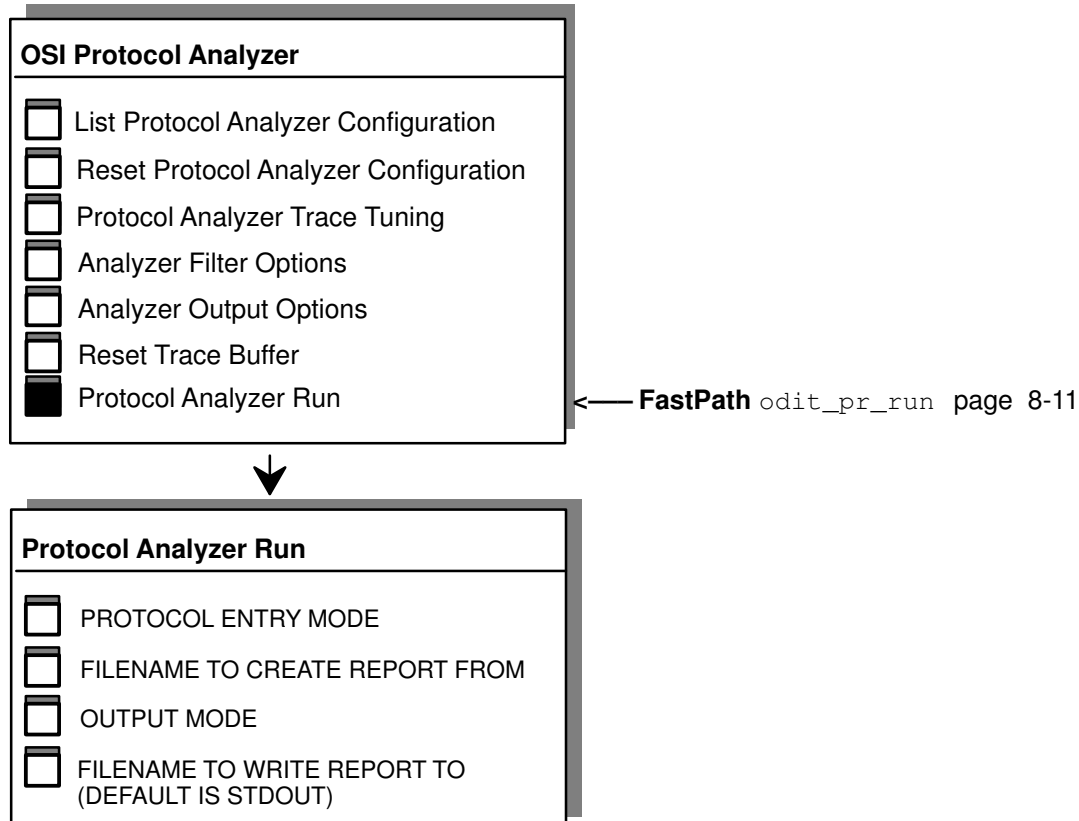 OSI Protocol Analyzer
List Protocol Analyzer Configuration
Reset Protocol Analyzer Configuration
Protocol Analyzer Trace Tuning
Analyzer Filter Options
Analyzer Output Options
Reset Trace Buffer
Protocol Analyzer Run
<—— FastPath odit_pr_run page 8-11
Protocol Analyzer Run
PROTOCOL ENTRY MODE
FILENAME TO CREATE REPORT FROM
OUTPUT MODE
FILENAME TO WRITE REPORT TO
(DEFAULT IS STDOUT)